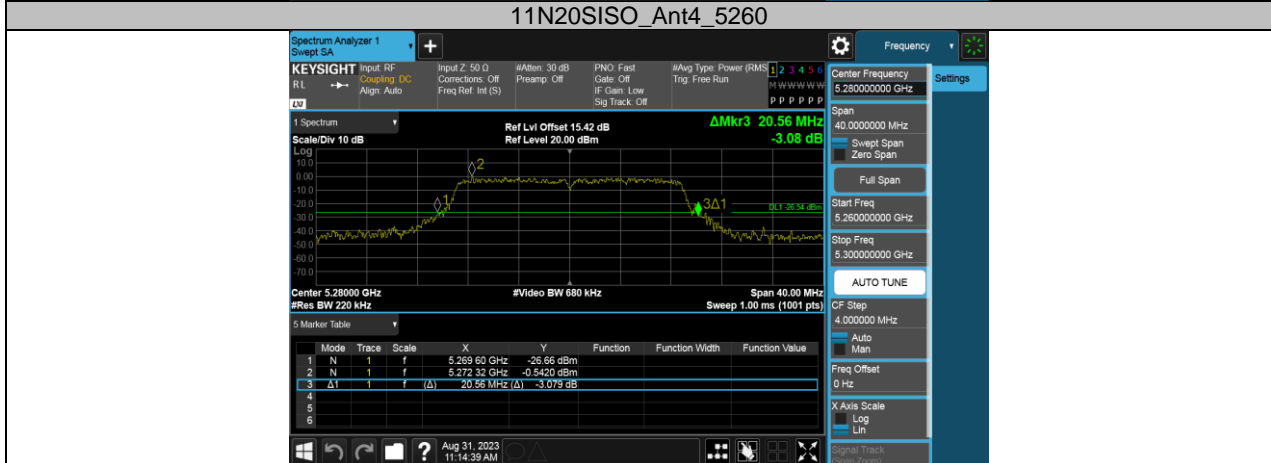 11N20SISO_Ant4_5260
Spectrum Analyzer 1
Swept SA
+
Frequency
KEYSIGHT
RL
LXI
Input: RF
Coupling: DC
Align: Auto
Input Z: 50 Ω
Corrections: Off
Freq Ref: Int (S)
#Atten: 30 dB
Preamp: Off
PNO: Fast
Gate: Off
IF Gain: Low
Sig Track: Off
#Avg Type: Power (RMS
Trig: Free Run
1 2 3 4 5 6
M W W W W W
P P P P P P
Center Frequency
5.280000000 GHz
Settings
Span
40.0000000 MHz
Swept Span
Zero Span
Full Span
Start Freq
5.260000000 GHz
Stop Freq
5.300000000 GHz
AUTO TUNE
CF Step
4.000000 MHz
Auto
Man
Freq Offset
0 Hz
X Axis Scale
Log
Lin
Signal Track
(Span Zoom)
1 Spectrum
Scale/Div 10 dB
Ref Lvl Offset 15.42 dB
Ref Level 20.00 dBm
ΔMkr3 20.56 MHz
-3.08 dB
Log
10.0
0.00
-10.0
-20.0
-30.0
-40.0
-50.0
-60.0
-70.0
2
1
3Δ1
DL1 -26.54 dBm
Center 5.28000 GHz
#Video BW 680 kHz
Span 40.00 MHz
#Res BW 220 kHz
Sweep 1.00 ms (1001 pts)
5 Marker Table
Mode Trace Scale X Y Function Function Width Function Value
1 N 1 f 5.269 60 GHz -26.66 dBm
2 N 1 f 5.272 32 GHz -0.5420 dBm
3 Δ1 1 f (Δ) 20.56 MHz (Δ) -3.079 dB
4
5
6
?
Aug 31, 2023
11:14:39 AM